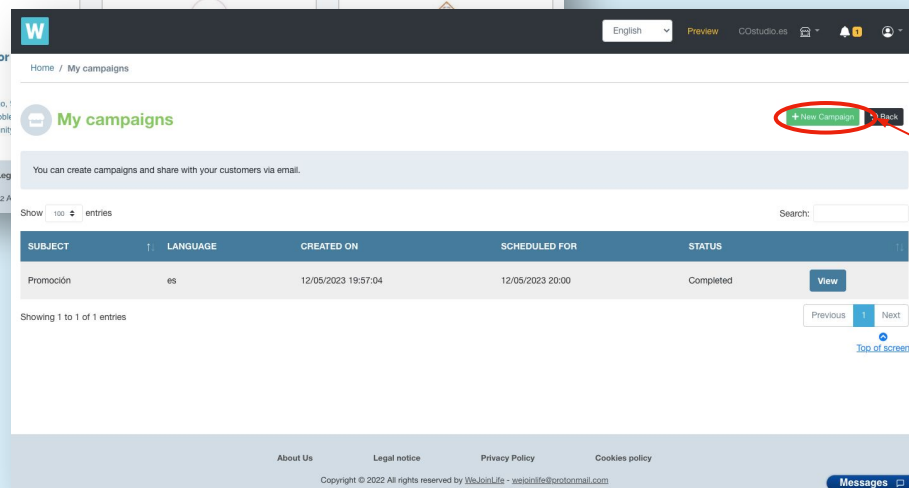 W
English
Preview
COstudio.es
1
Home / My campaigns
My campaigns
+ New Campaign
Back
You can create campaigns and share with your customers via email.
Show 100 entries
Search:
SUBJECT LANGUAGE CREATED ON SCHEDULED FOR STATUS
Promoción es 12/05/2023 19:57:04 12/05/2023 20:00 Completed View
Showing 1 to 1 of 1 entries
Previous 1 Next
Top of screen
About Us Legal notice Privacy Policy Cookies policy
Copyright © 2022 All rights reserved by WeJoinLife - wejoinlife@protonmail.com
Messages